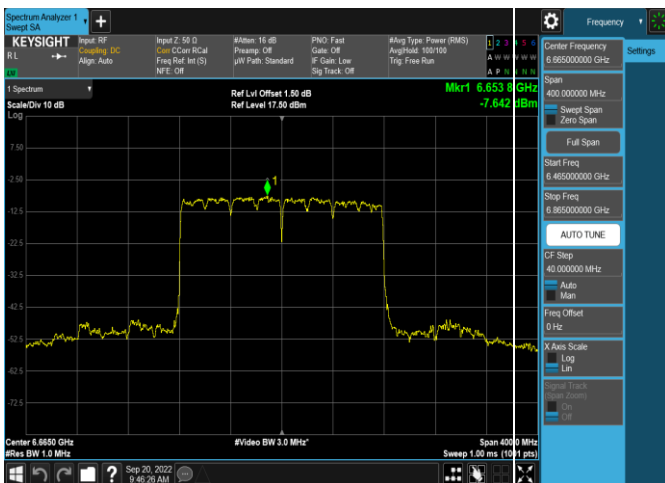 Spectrum Analyzer 1
Swept SA
KEYSIGHT
RL
Input: RF
Coupling: DC
Align: Auto
Input Z: 50 Ω
Corr CCorr RCal
Freq Ref: Int (S)
NFE: Off
#Atten: 16 dB
Preamp: Off
µW Path: Standard
PNO: Fast
Gate: Off
IF Gain: Low
Sig Track: Off
#Avg Type: Power (RMS)
Avg|Hold: 100/100
Trig: Free Run
1 2 3 4 5 6
A W W W W W
A P N N N N
LV
1 Spectrum
Scale/Div 10 dB
Log
Ref Lvl Offset 1.50 dB
Ref Level 17.50 dBm
Mkr1 6.653 8 GHz
-7.642 dBm
1
7.50
-2.50
-12.5
-22.5
-32.5
-42.5
-52.5
-62.5
-72.5
Center 6.6650 GHz
#Res BW 1.0 MHz
#Video BW 3.0 MHz*
Span 400.0 MHz
Sweep 1.00 ms (1001 pts)
Sep 20, 2022
9:46:26 AM
Frequency
Settings
Center Frequency
6.665000000 GHz
Span
400.000000 MHz
Swept Span
Zero Span
Full Span
Start Freq
6.465000000 GHz
Stop Freq
6.865000000 GHz
AUTO TUNE
CF Step
40.000000 MHz
Auto
Man
Freq Offset
0 Hz
X Axis Scale
Log
Lin
Signal Track
(Span Zoom)
On
Off